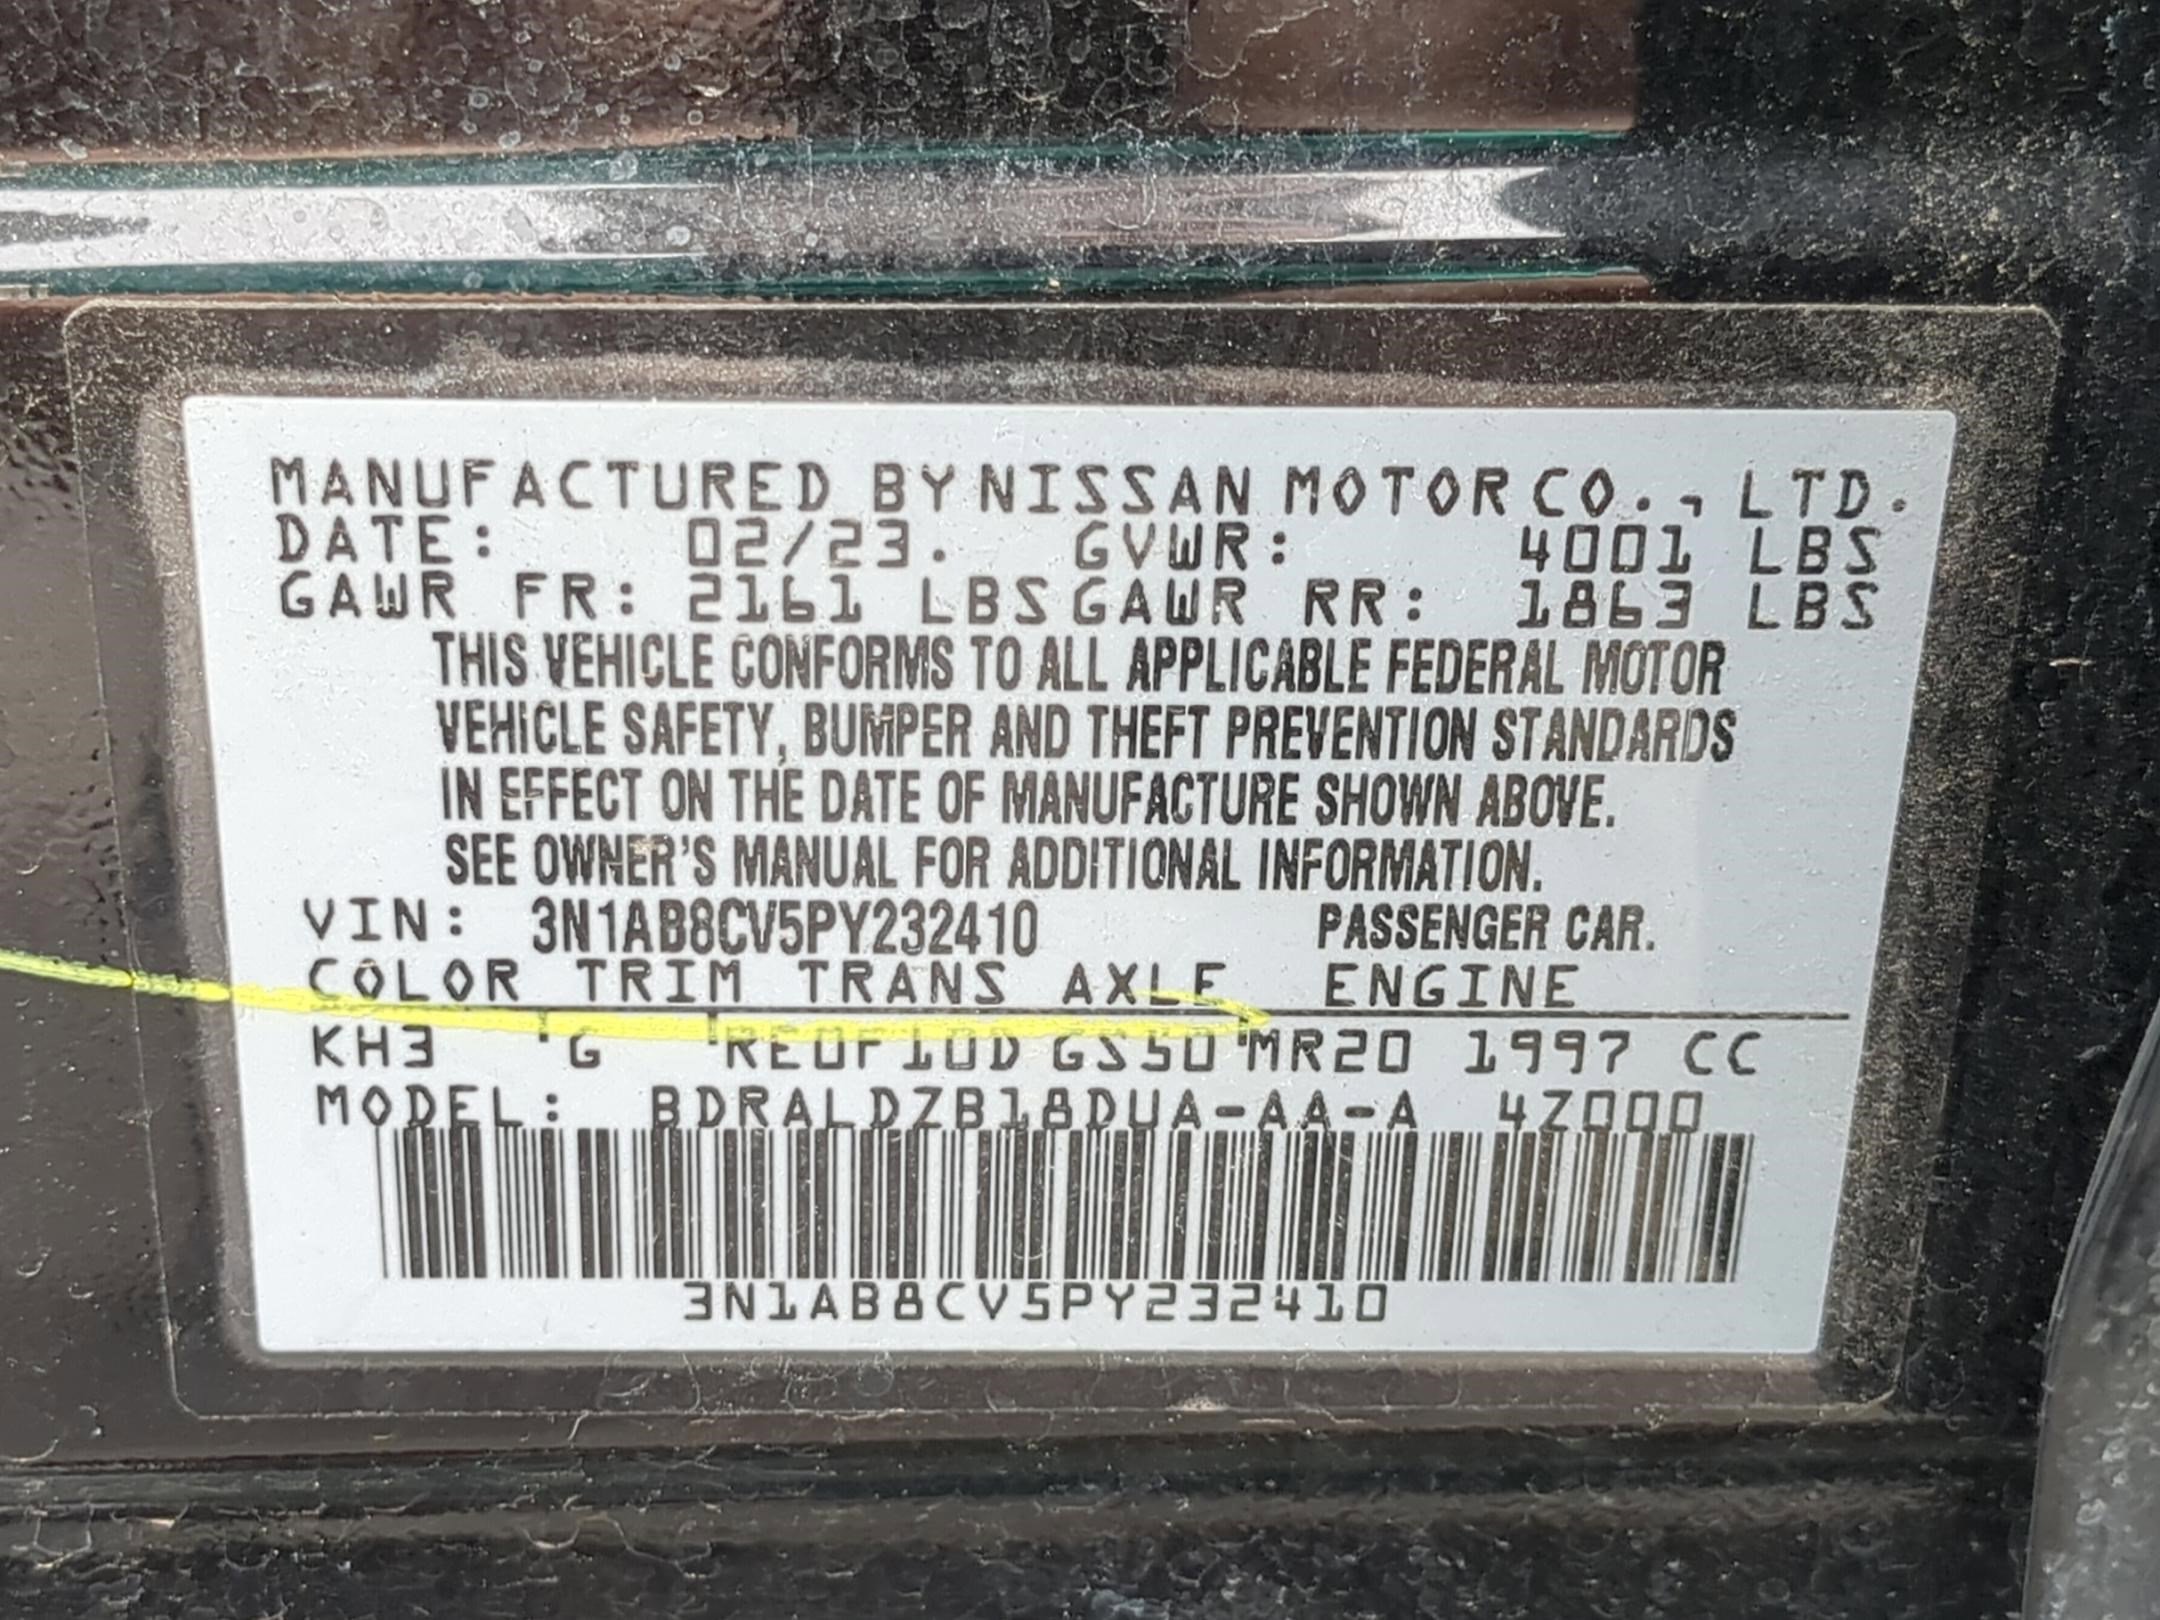 MANUFACTURED BY NISSAN MOTOR CO., LTD.
DATE: 02/23. GVWR: 4001 LBS
GAWR FR: 2161 LBS GAWR RR: 1863 LBS
THIS VEHICLE CONFORMS TO ALL APPLICABLE FEDERAL MOTOR
VEHICLE SAFETY, BUMPER AND THEFT PREVENTION STANDARDS
IN EFFECT ON THE DATE OF MANUFACTURE SHOWN ABOVE.
SEE OWNER'S MANUAL FOR ADDITIONAL INFORMATION.
VIN: 3N1AB8CV5PY232410 PASSENGER CAR.
COLOR TRIM TRANS AXLE ENGINE
KH3 G RE0F10D GS50 MR20 1997 CC
MODEL: BDRALDZB18DUA-AA-A 4Z000
3N1AB8CV5PY232410